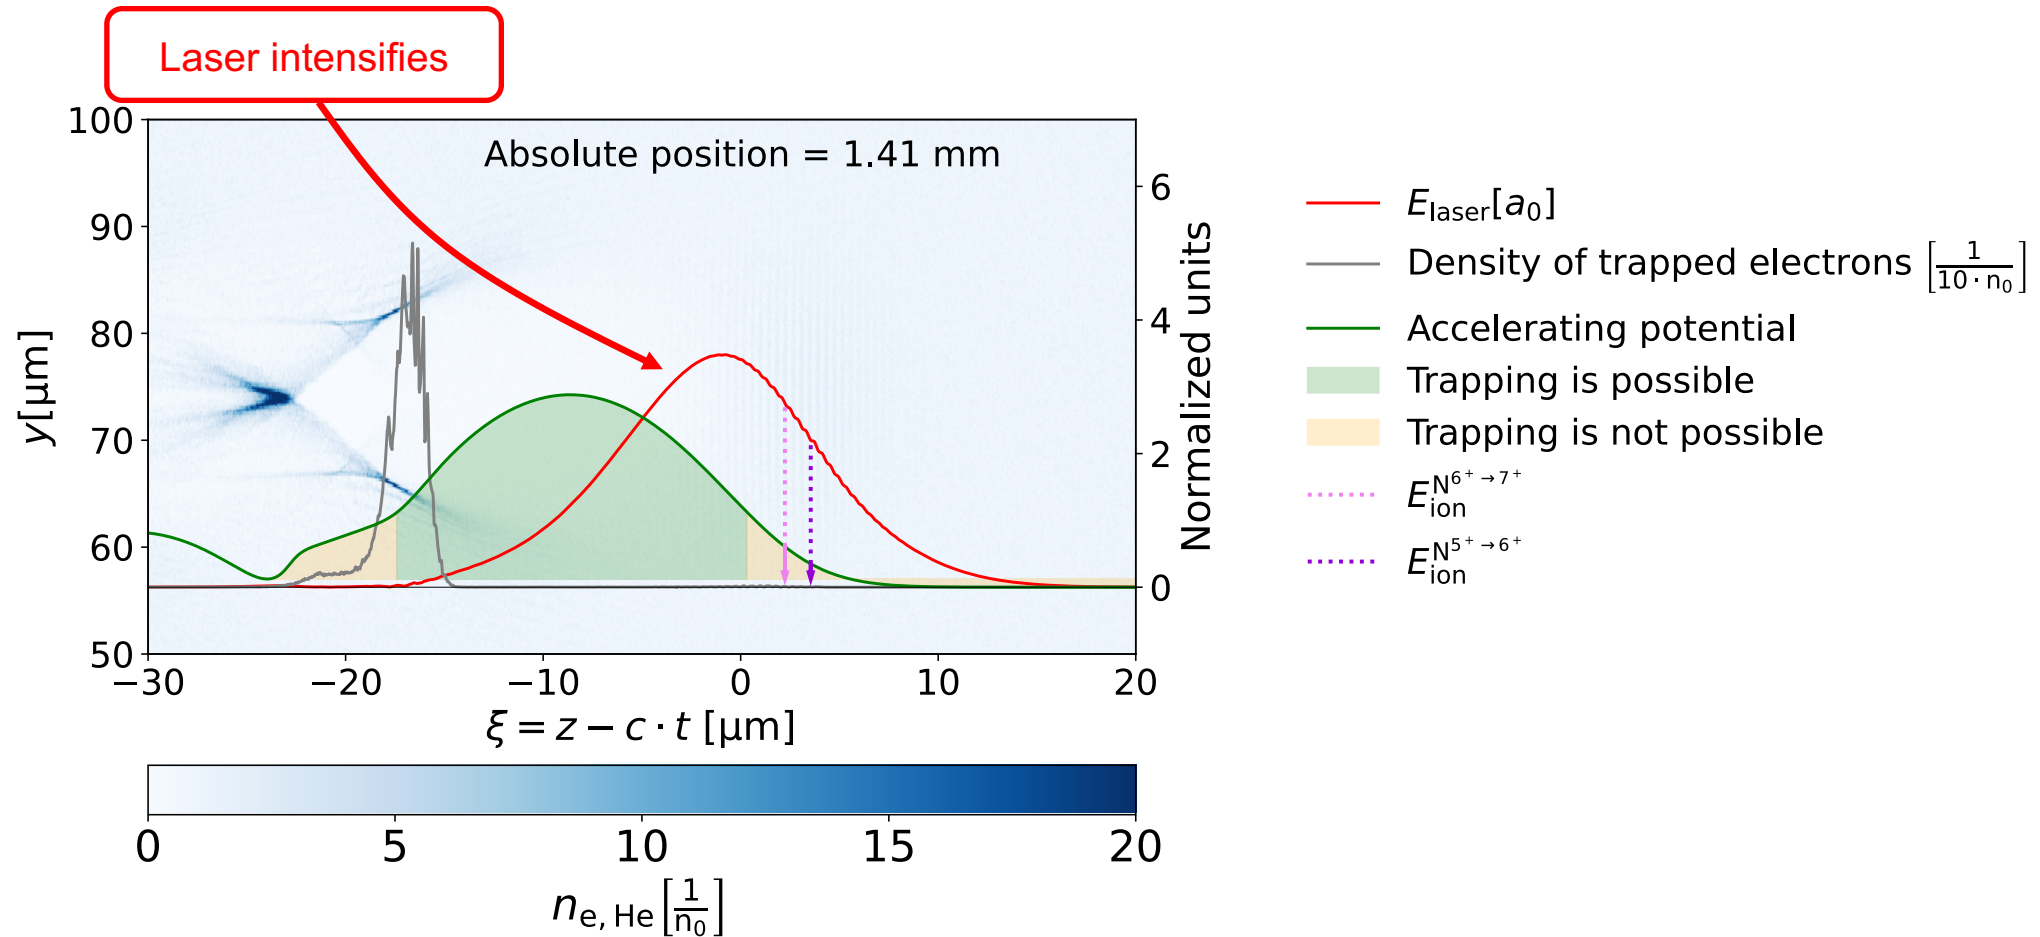 Laser intensifies
Absolute position = 1.41 mm
100
90
80
70
60
50
y[µm]
6
4
2
0
Normalized units
−30 −20 −10 0 10 20
ξ = z − c · t [µm]
0 5 10 15 20
n_e, He [1/n_0]
E_laser[a_0]
Density of trapped electrons [1/(10 · n_0)]
Accelerating potential
Trapping is possible
Trapping is not possible
E_ion^{N^{6+ → 7+}}
E_ion^{N^{5+ → 6+}}